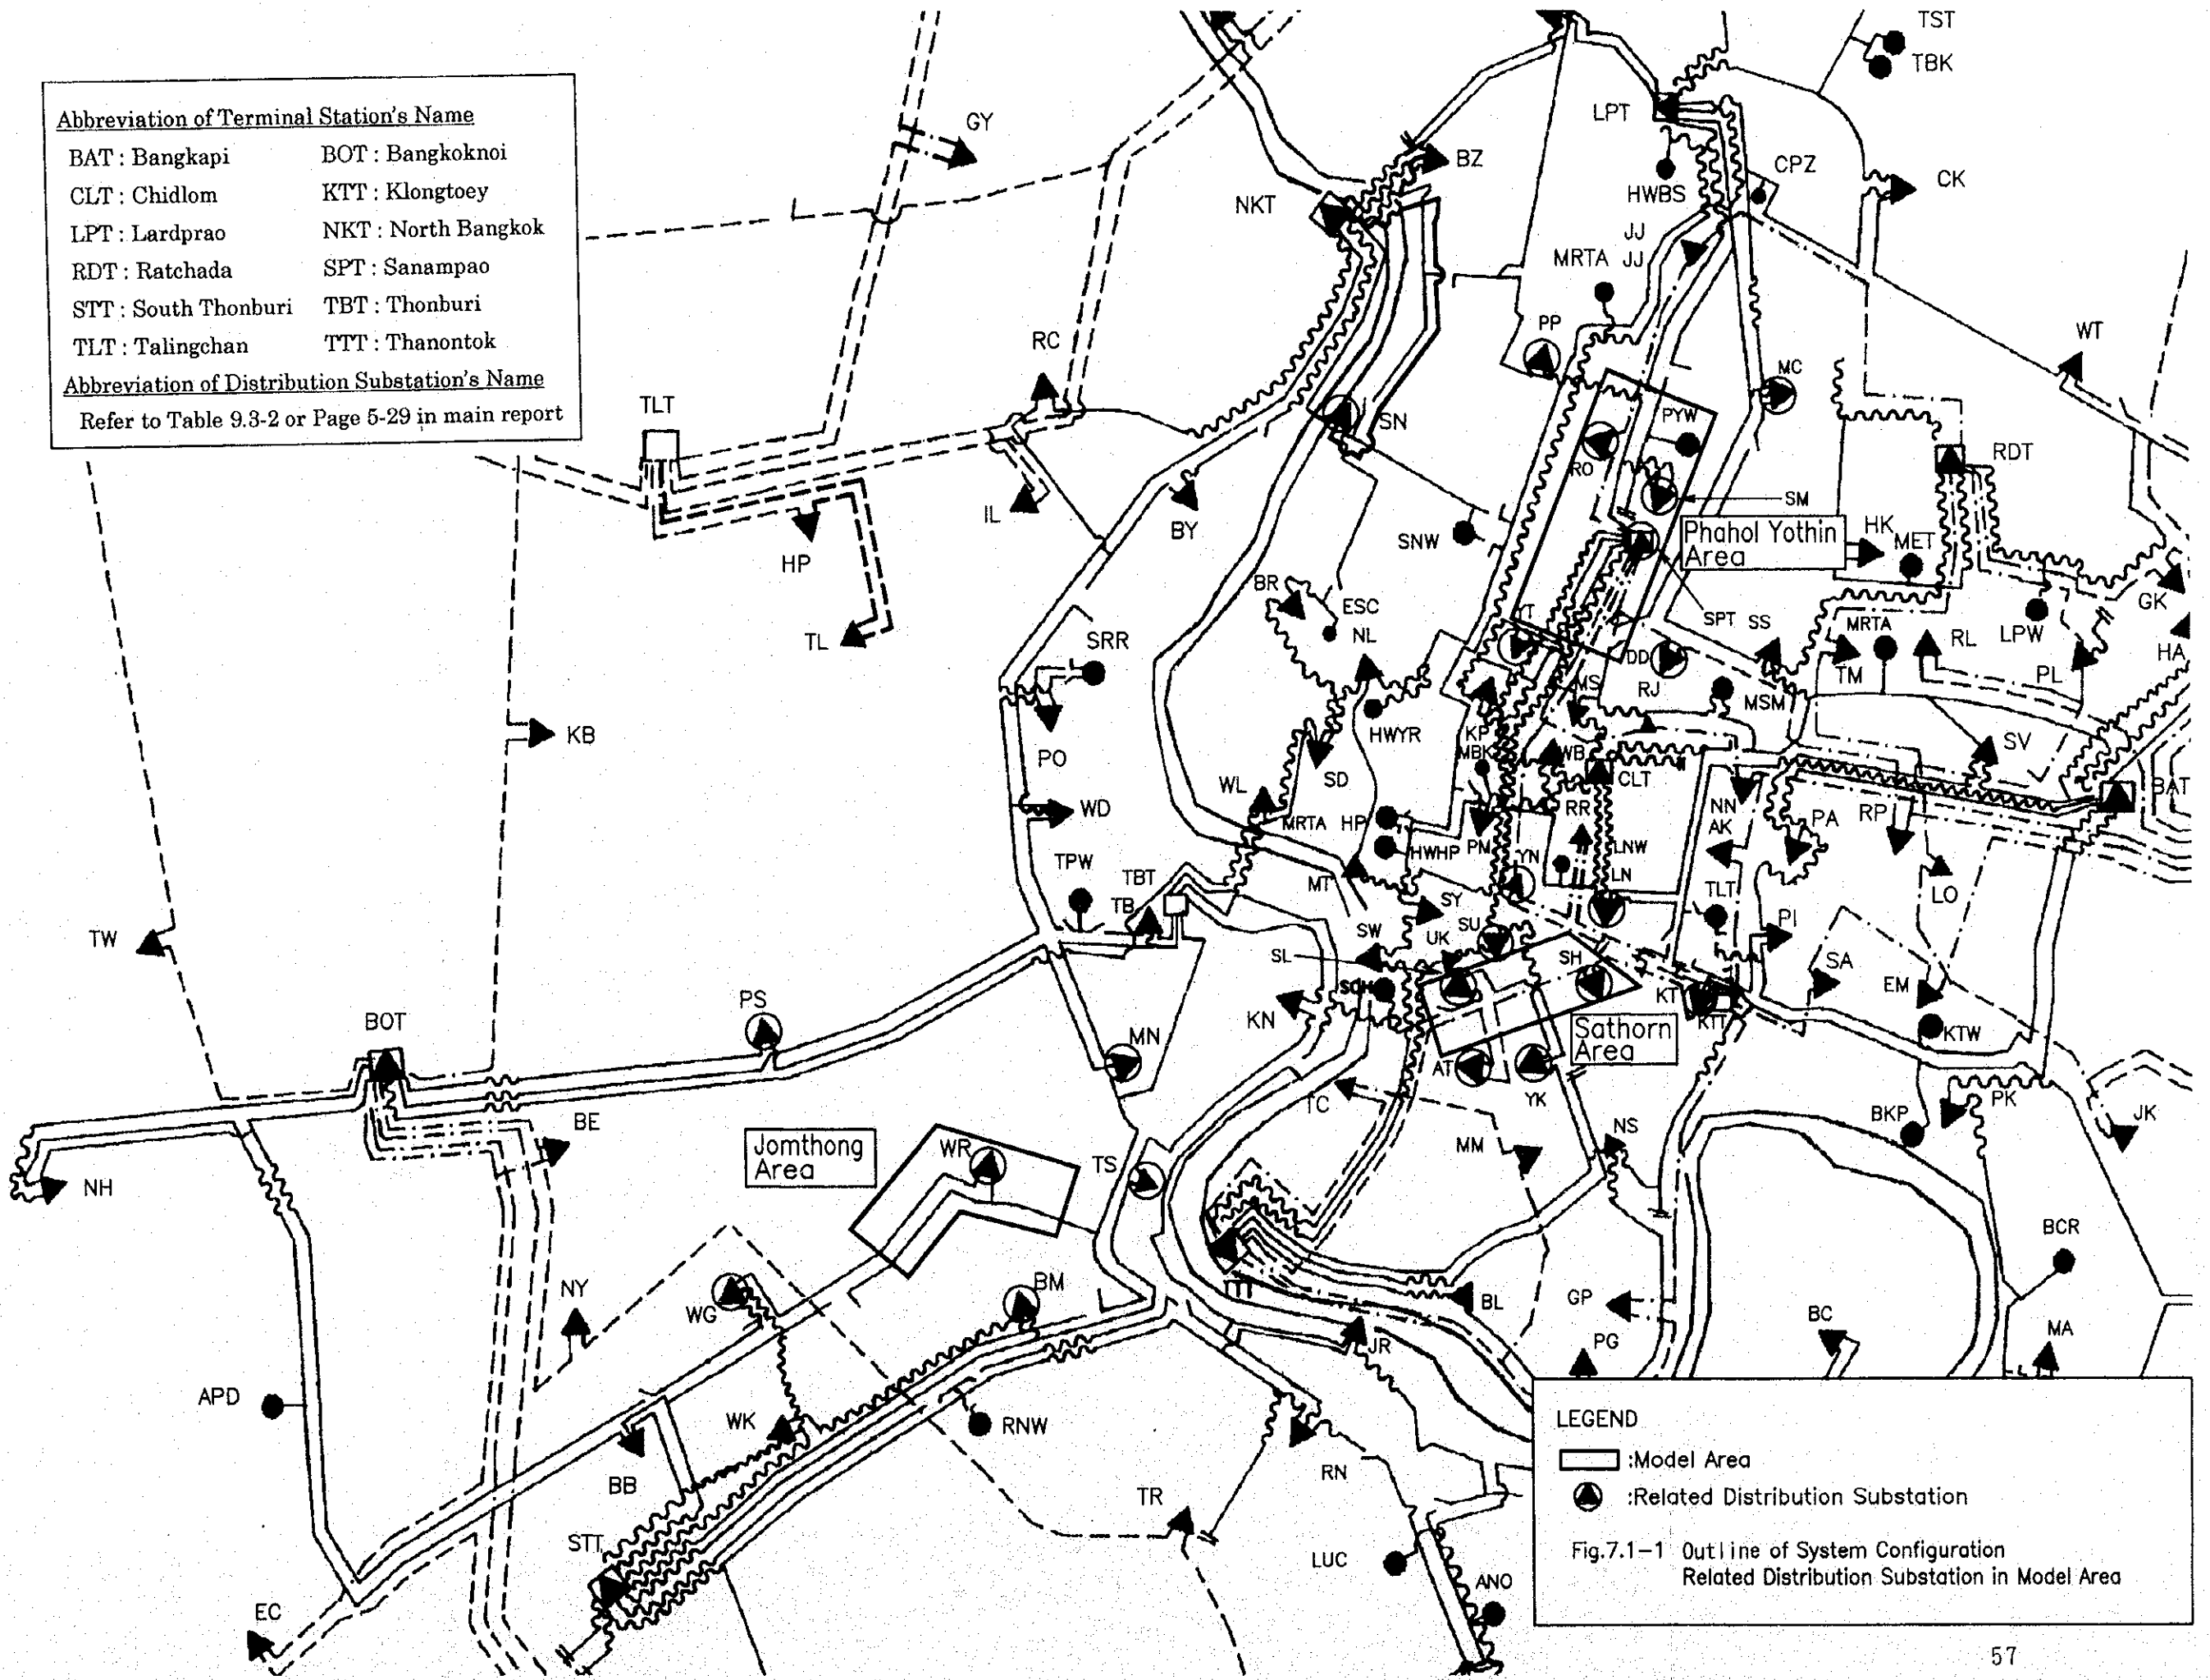 Abbreviation of Terminal Station's Name
BAT : Bangkapi BOT : Bangkoknoi
CLT : Chidlom KTT : Klongtoey
LPT : Lardprao NKT : North Bangkok
RDT : Ratchada SPT : Sanampao
STT : South Thonburi TBT : Thonburi
TLT : Talingchan TTT : Thanontok
Abbreviation of Distribution Substation's Name
Refer to Table 9.3-2 or Page 5-29 in main report
TST
TBK
GY
LPT
BZ
HWBS
CPZ
CK
NKT
JJ
MRTA JJ
PP
RC
WT
MC
TLT
SN
PYW
RO
RDT
SM
IL
BY
HP
SNW
Phahol Yothin
Area
HK
MET
BR
ESC
NL
YT
SPT
SS
MRTA
RL
LPW
GK
TL
SRR
DD
RJ
TM
PL
HA
MS
MSM
KB
PO
HWYR
KP
MBK
WB
SV
WL
SD
CLT
WD
MRTA
HP
RR
NN
AK
PA
RP
BAT
TPW
TBT
HWHP
PM
YN
LNW
LN
TB
MT
SY
TLT
LO
TW
SW
UK
SU
PI
SL
SH
SA
EM
SCH
KN
KT
KTT
KTW
BOT
PS
MN
Sathorn
Area
AT
YK
TC
BKP
PK
JK
BE
NS
MM
Jomthong
Area
WR
TS
NH
BCR
NY
WG
BM
TTT
BL
GP
BC
PG
MA
JR
APD
WK
RNW
BB
RN
TR
STT
LUC
ANO
EC
LEGEND
:Model Area
:Related Distribution Substation
Fig.7.1-1 Outline of System Configuration
Related Distribution Substation in Model Area
57